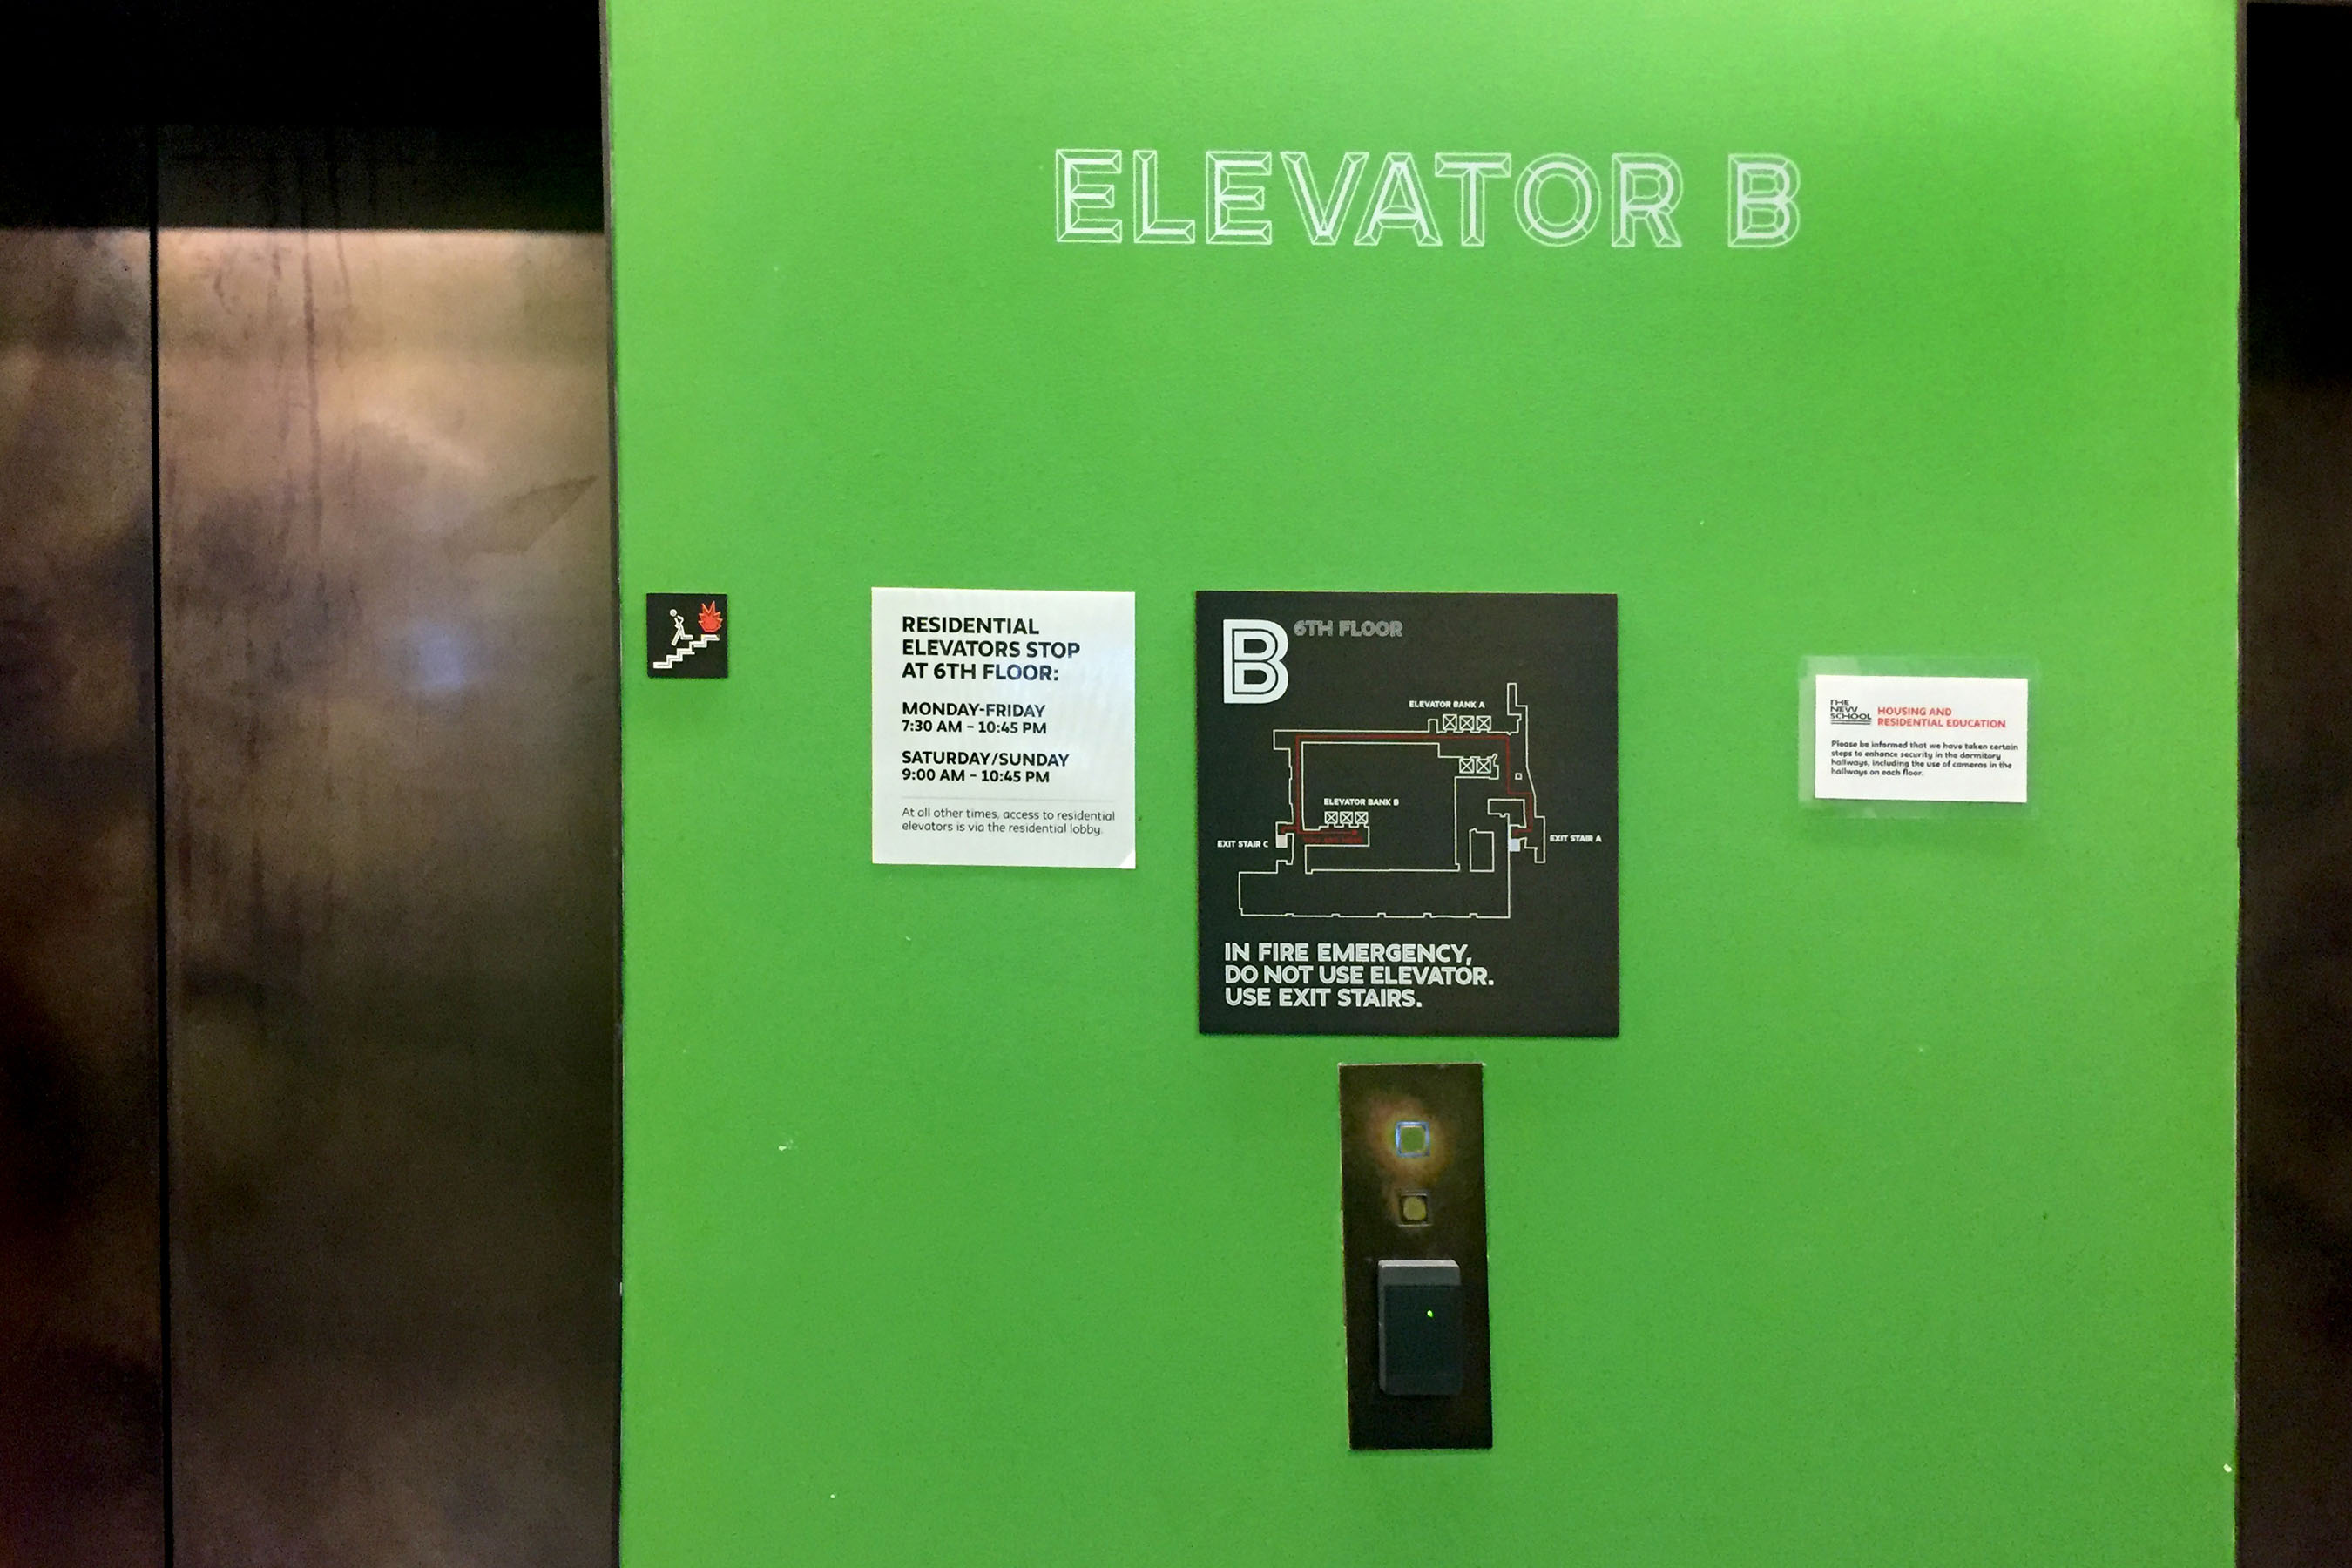 ELEVATOR B
RESIDENTIAL
ELEVATORS STOP
AT 6TH FLOOR:
MONDAY-FRIDAY
7:30 AM – 10:45 PM
SATURDAY/SUNDAY
9:00 AM – 10:45 PM
At all other times, access to residential
elevators is via the residential lobby.
B 6TH FLOOR
ELEVATOR BANK A
ELEVATOR BANK B
EXIT STAIR C
EXIT STAIR A
IN FIRE EMERGENCY,
DO NOT USE ELEVATOR.
USE EXIT STAIRS.
THE
NEW
SCHOOL
HOUSING AND
RESIDENTIAL EDUCATION
Please be informed that we have taken certain
steps to enhance security in the dormitory
hallways, including the use of cameras in the
hallways on each floor.